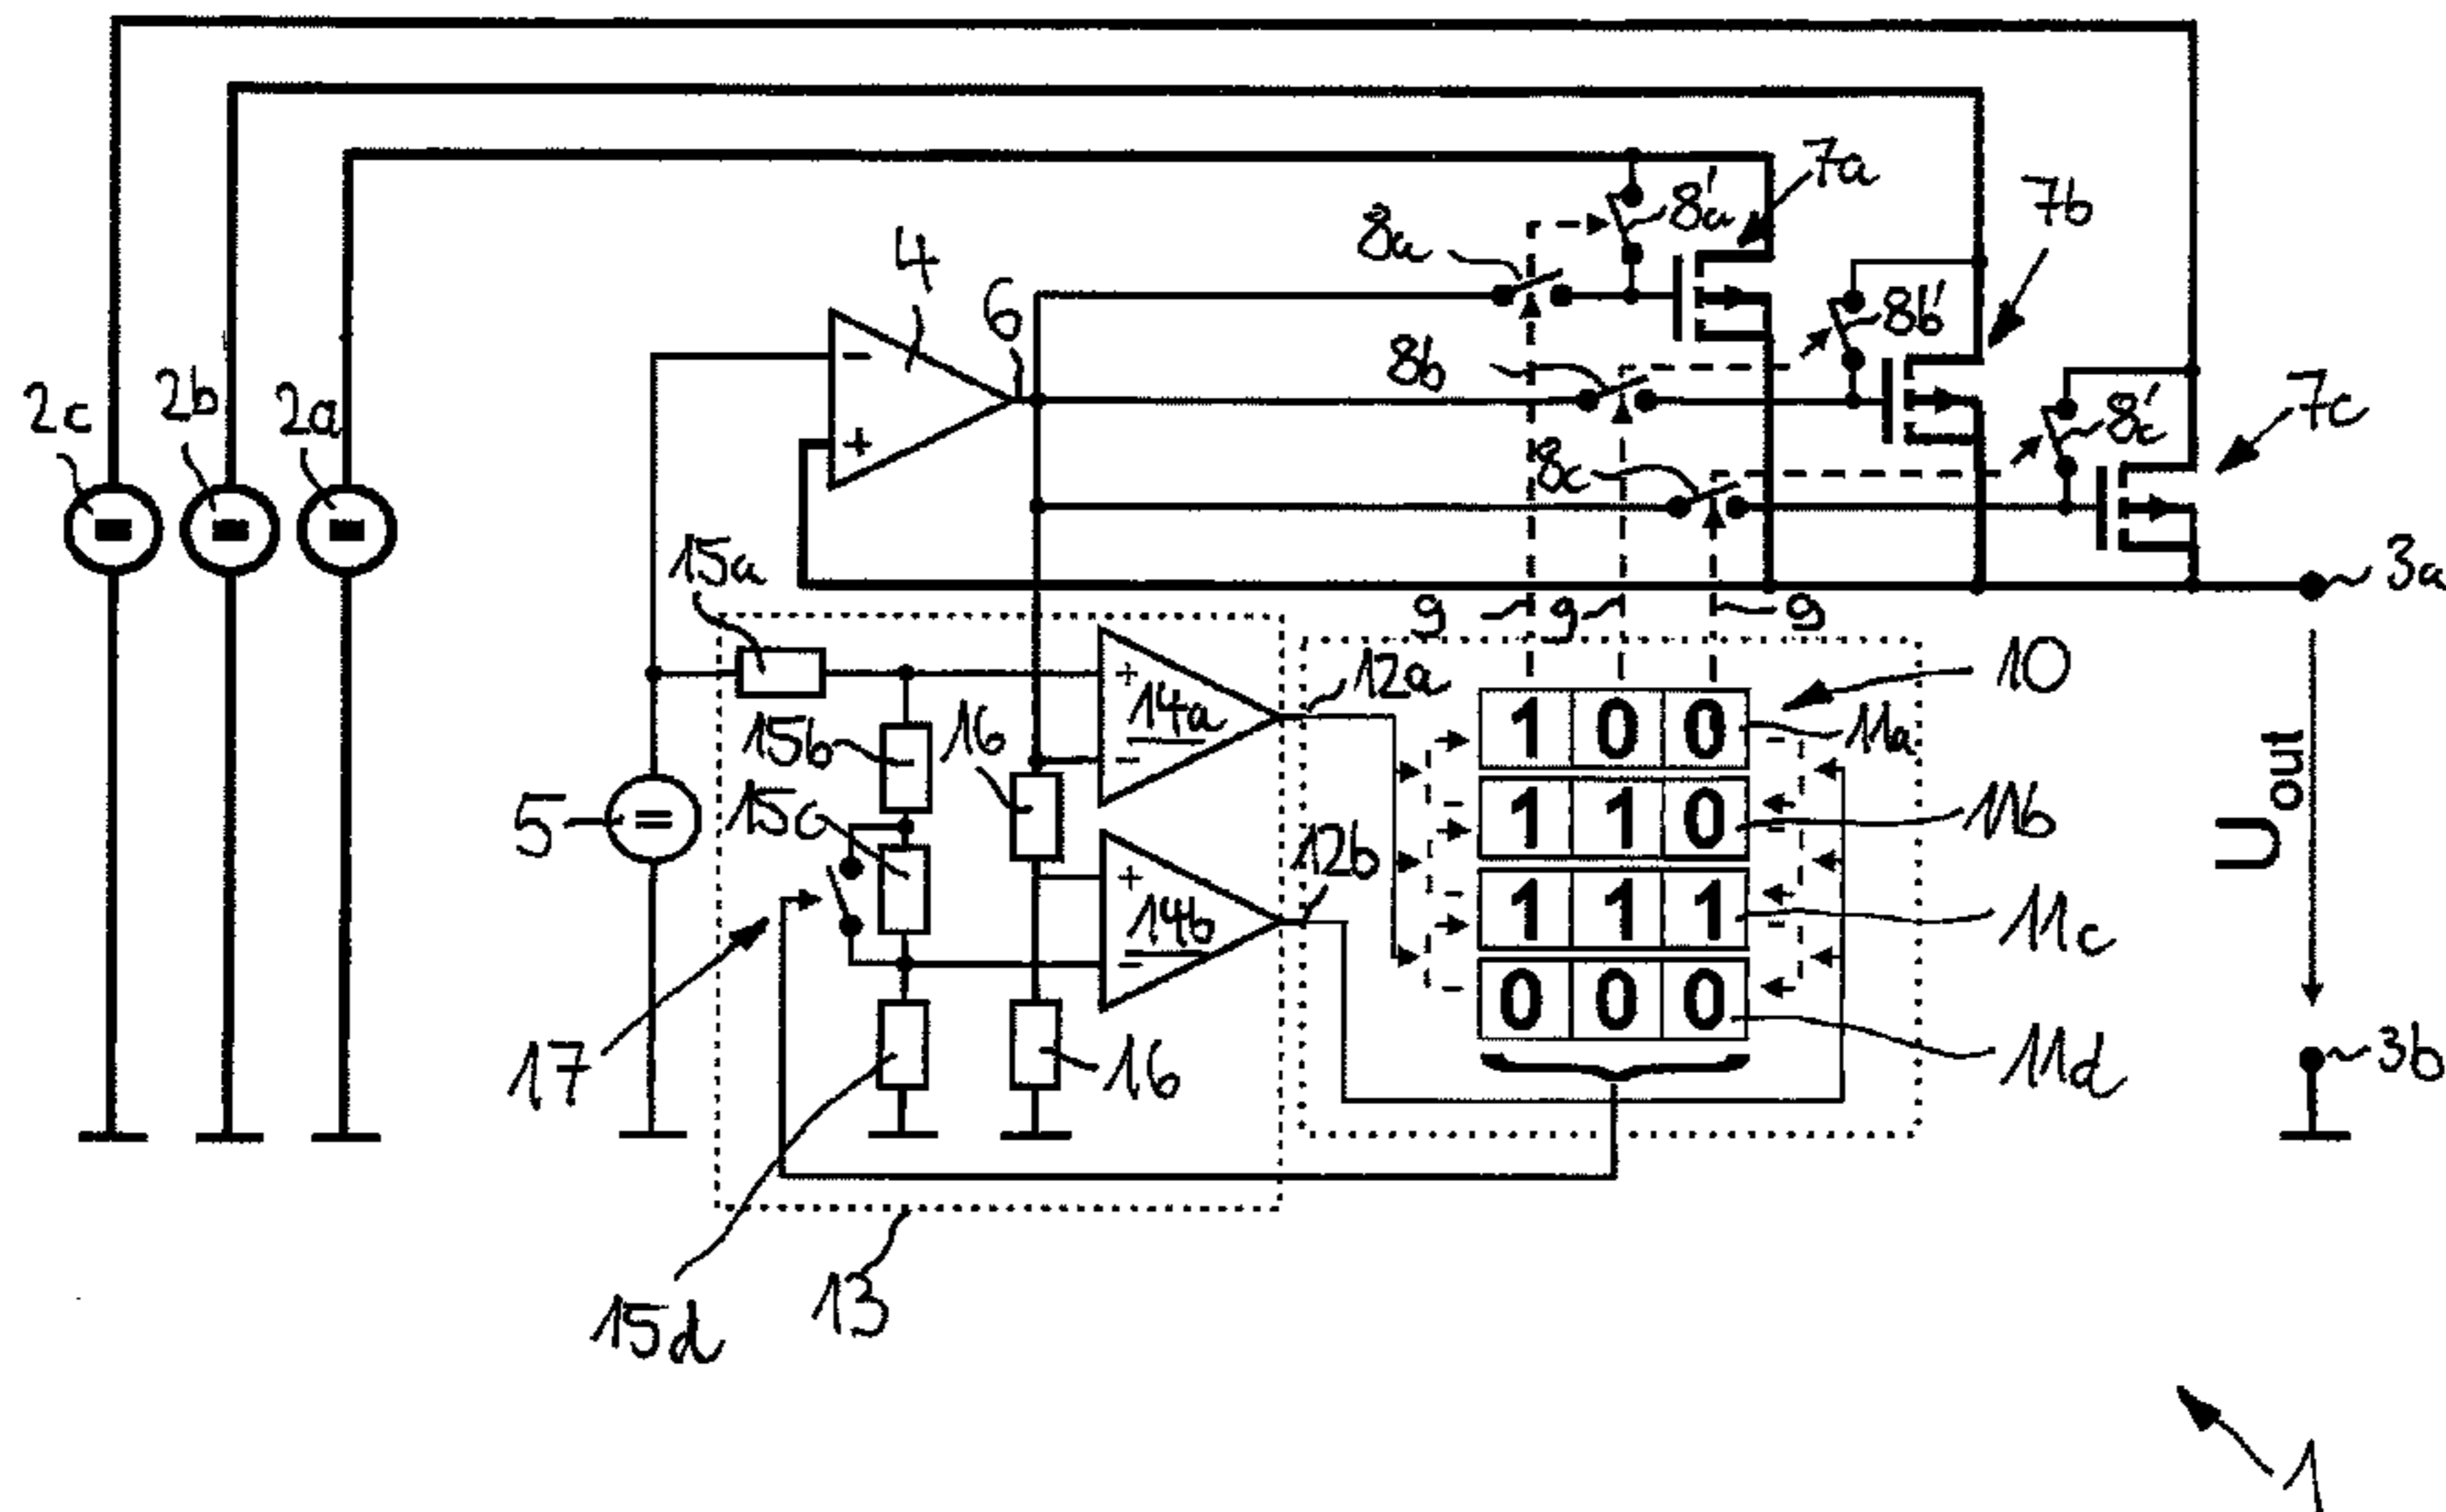 7a
8a'
7b
8a
4
6
8b'
8b
7c
2c
2b
2a
8c'
8c
15a
3a
9
9
9
+
−
+
12a
10
14a
15b
16
1 0 0
11a
−
5
=
15c
12b
1 1 0
11b
Uout
+
14b
1 1 1
11c
−
17
0 0 0
16
11d
3b
15d
13
1